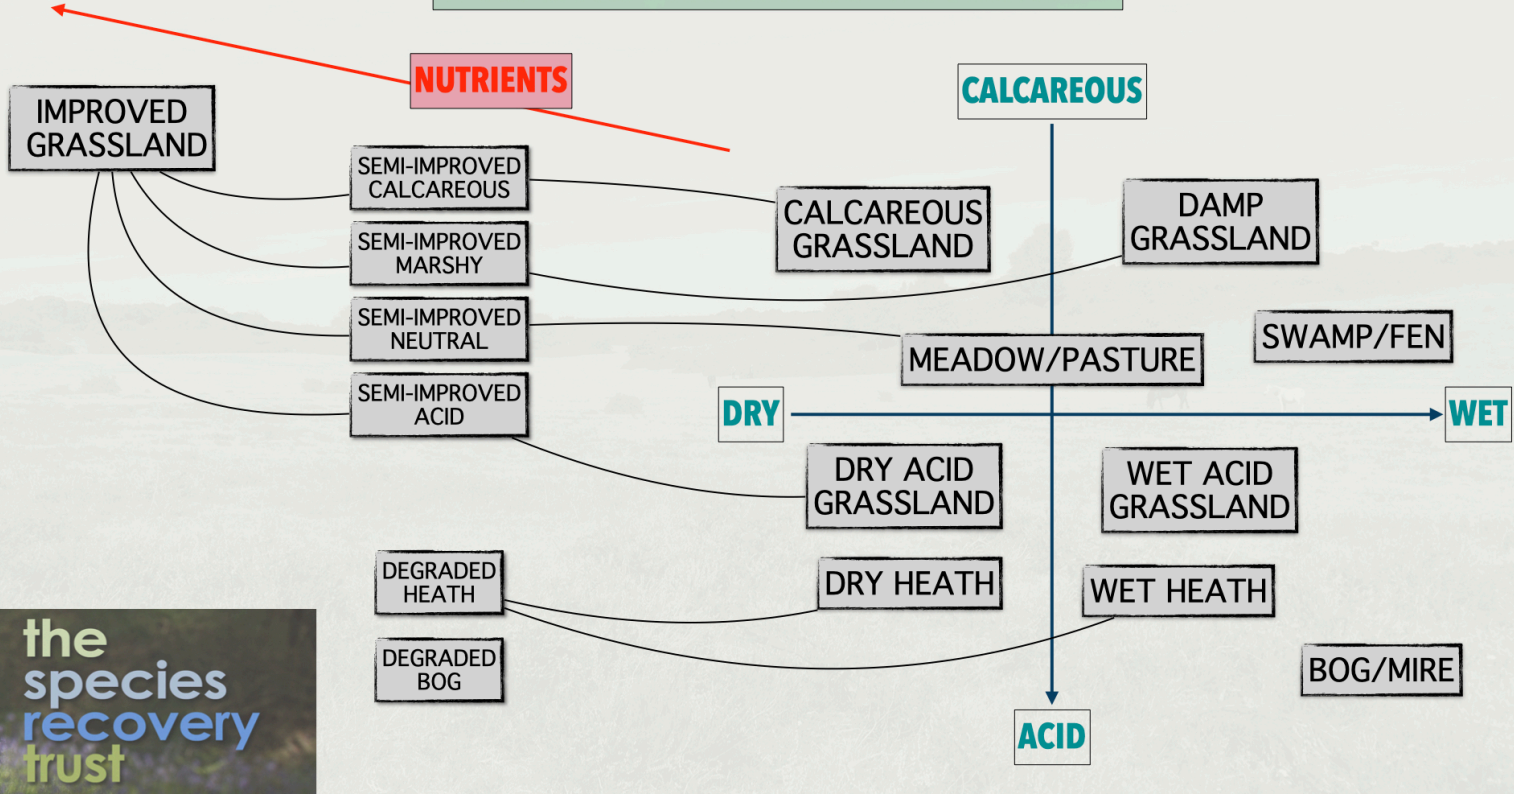 NUTRIENTS
CALCAREOUS
IMPROVED
GRASSLAND
SEMI-IMPROVED
CALCAREOUS
CALCAREOUS
GRASSLAND
DAMP
GRASSLAND
SEMI-IMPROVED
MARSHY
SEMI-IMPROVED
NEUTRAL
MEADOW/PASTURE
SWAMP/FEN
SEMI-IMPROVED
ACID
DRY
WET
DRY ACID
GRASSLAND
WET ACID
GRASSLAND
DEGRADED
HEATH
DRY HEATH
WET HEATH
DEGRADED
BOG
BOG/MIRE
ACID
the
species
recovery
trust